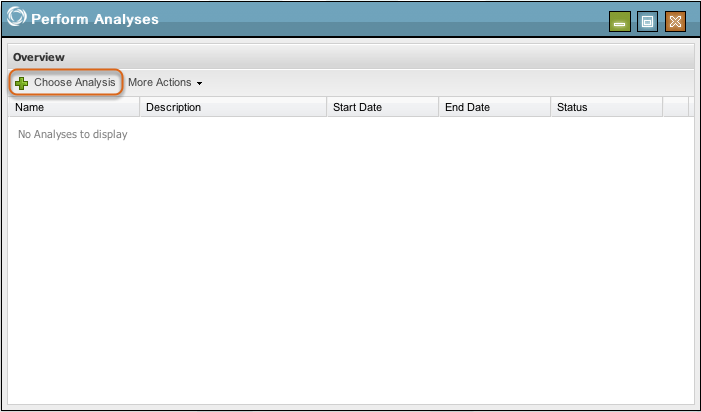 Perform Analyses
Overview
Choose Analysis More Actions
Name Description Start Date End Date Status
No Analyses to display